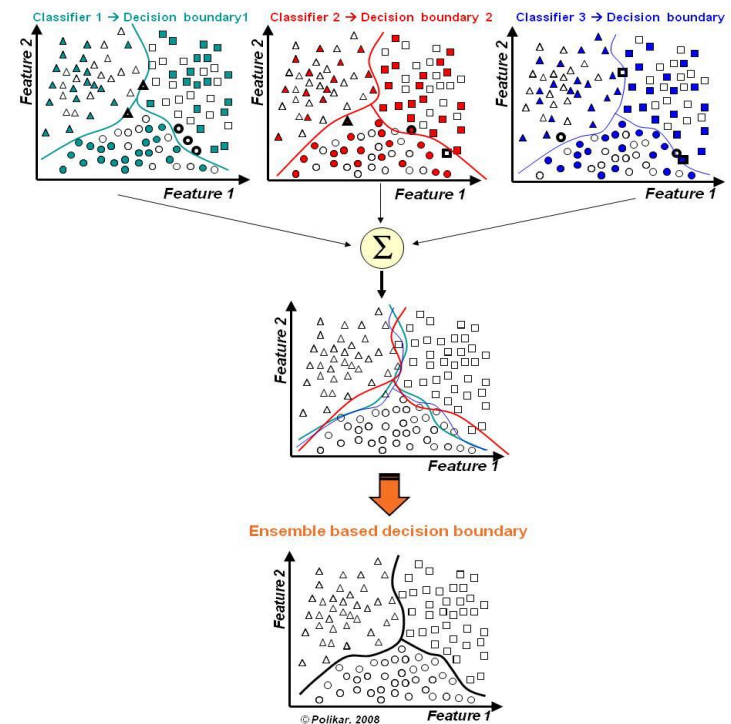 Classifier 1 → Decision boundary1
Classifier 2 → Decision boundary 2
Classifier 3 → Decision boundary
Feature 2
Feature 1
Feature 2
Feature 1
Feature 2
Feature 1
Σ
Feature 2
Feature 1
Ensemble based decision boundary
Feature 2
Feature 1
© Polikar, 2008